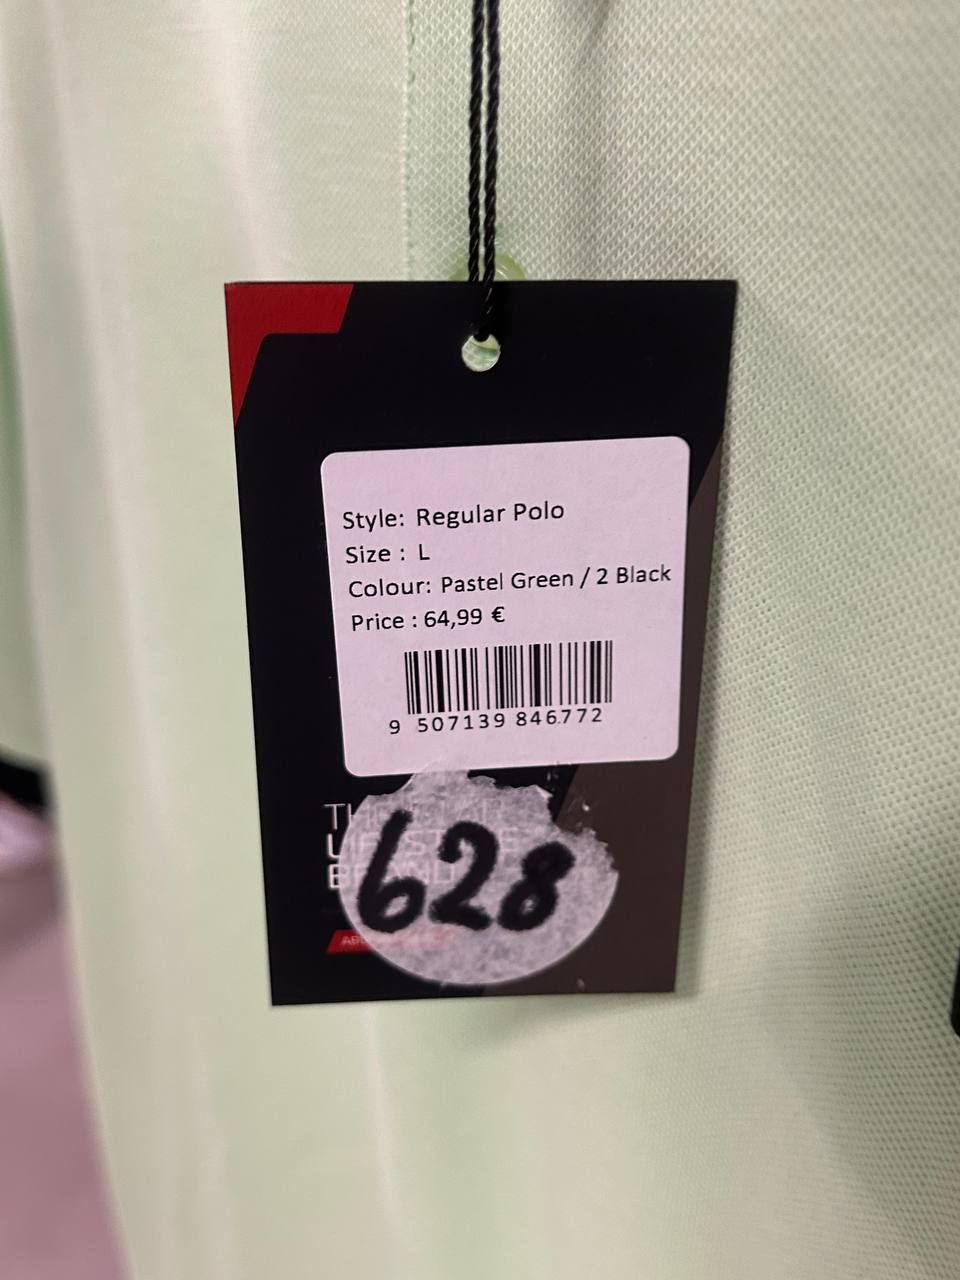 Style: Regular Polo
Size : L
Colour: Pastel Green / 2 Black
Price : 64,99 €
9 507139 846772
628